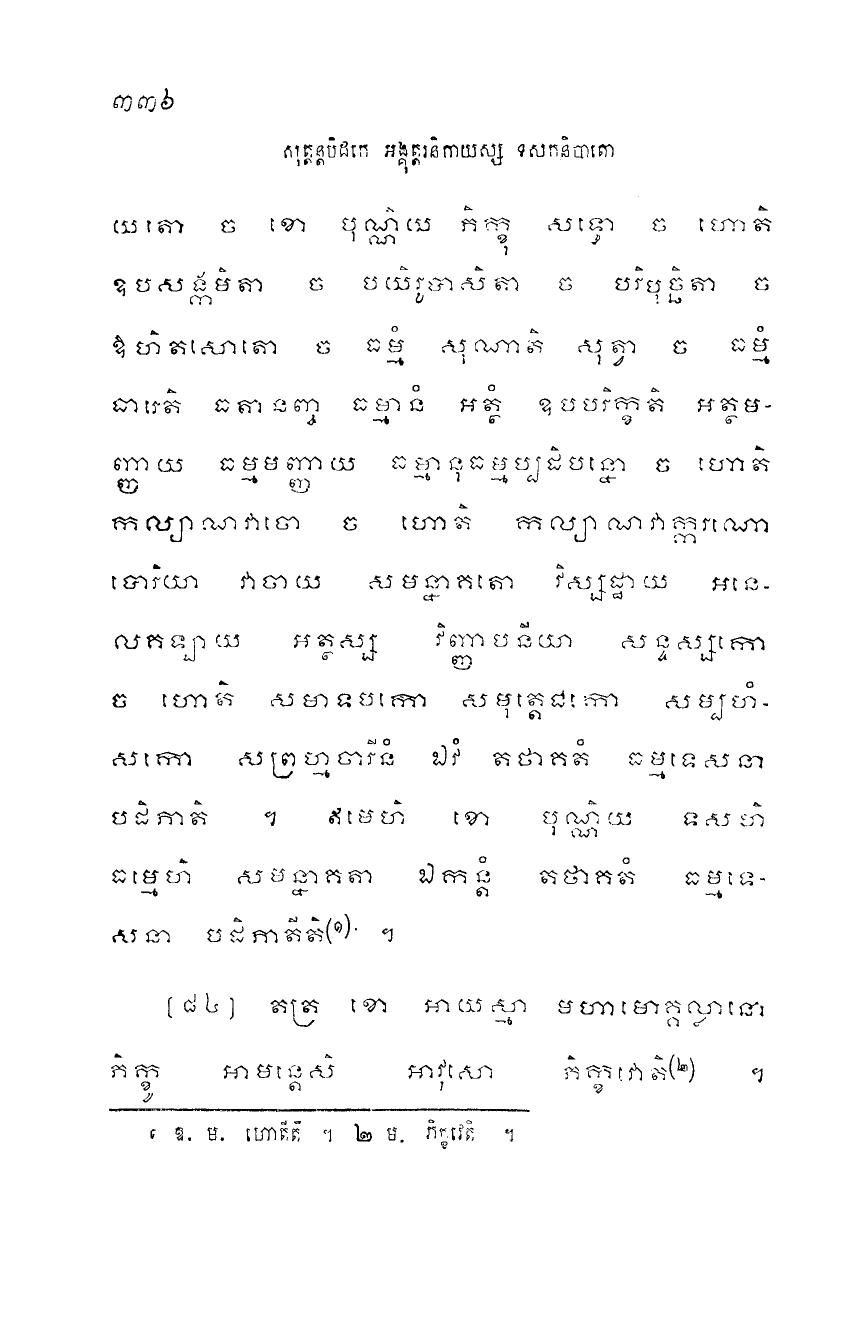 ៣៣៦
សុត្តន្តបិដកេ អង្គុត្តរនិកាយស្ស ទសកនិបាតោ
យតោ ច ខោ បុណ្ណិយ ភិក្ខុ សទ្ធោ ច ហោតិ
ឧបសង្កមិតា ច បយិរូបាសិតា ច បរិបុច្ឆិតា ច
ឱហិតសោតោ ច ធម្មំ សុណាតិ សុត្វា ច ធម្មំ
ធារេតិ ធតានញ្ច ធម្មានំ អត្ថំ ឧបបរិក្ខតិ អត្ថម-
ញ្ញាយ ធម្មមញ្ញាយ ធម្មានុធម្មប្បដិបន្នោ ច ហោតិ
កល្យាណវាចោ ច ហោតិ កល្យាណវាក្ករណោ
បោរិយា វាចាយ សមន្នាគតោ វិស្សដ្ឋាយ អនេ-
លគឡាយ អត្ថស្ស វិញ្ញាបនីយា សន្ទស្សកោ
ច ហោតិ សមាទបកោ សមុត្តេជកោ សម្បហំ-
សកោ សព្រហ្មចារីនំ ឯវំ តថាគតំ ធម្មទេសនា
បដិភាតិ ។ ឥមេហិ ខោ បុណ្ណិយ ទសហិ
ធម្មេហិ សមន្នាគតា ឯកន្តំ តថាគតំ ធម្មទេ-
សនា បដិភាតីតិ(១). ។
[៨៤] តត្រ ខោ អាយស្មា មហាមោគ្គល្លានោ
ភិក្ខូ អាមន្តេសិ អាវុសោ ភិក្ខវោតិ(២) ។
១ ឱ. ម. ហោតីតិ ។ ២ ម. ភិក្ខវេតិ ។